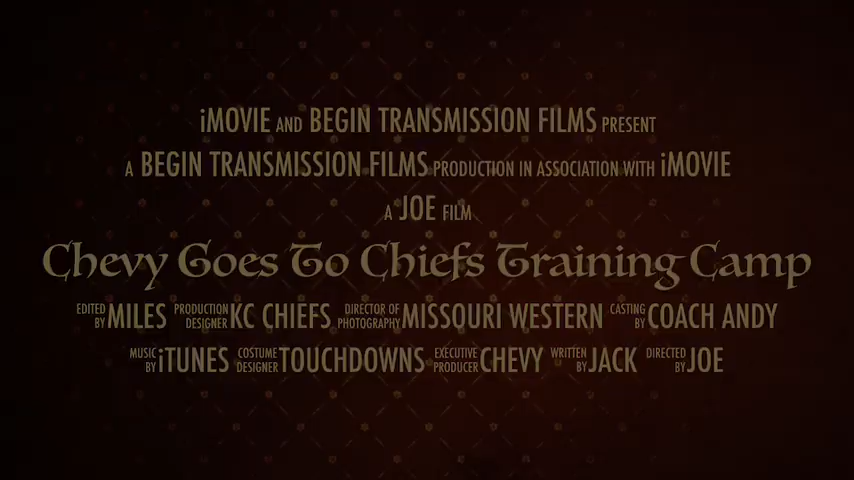 iMOVIE AND BEGIN TRANSMISSION FILMS PRESENT
A BEGIN TRANSMISSION FILMS PRODUCTION IN ASSOCIATION WITH iMOVIE
A JOE FILM
Chevy Goes To Chiefs Training Camp
EDITED BY MILES PRODUCTION DESIGNER KC CHIEFS DIRECTOR OF PHOTOGRAPHY MISSOURI WESTERN CASTING BY COACH ANDY
MUSIC BY iTUNES COSTUME DESIGNER TOUCHDOWNS EXECUTIVE PRODUCER CHEVY WRITTEN BY JACK DIRECTED BY JOE